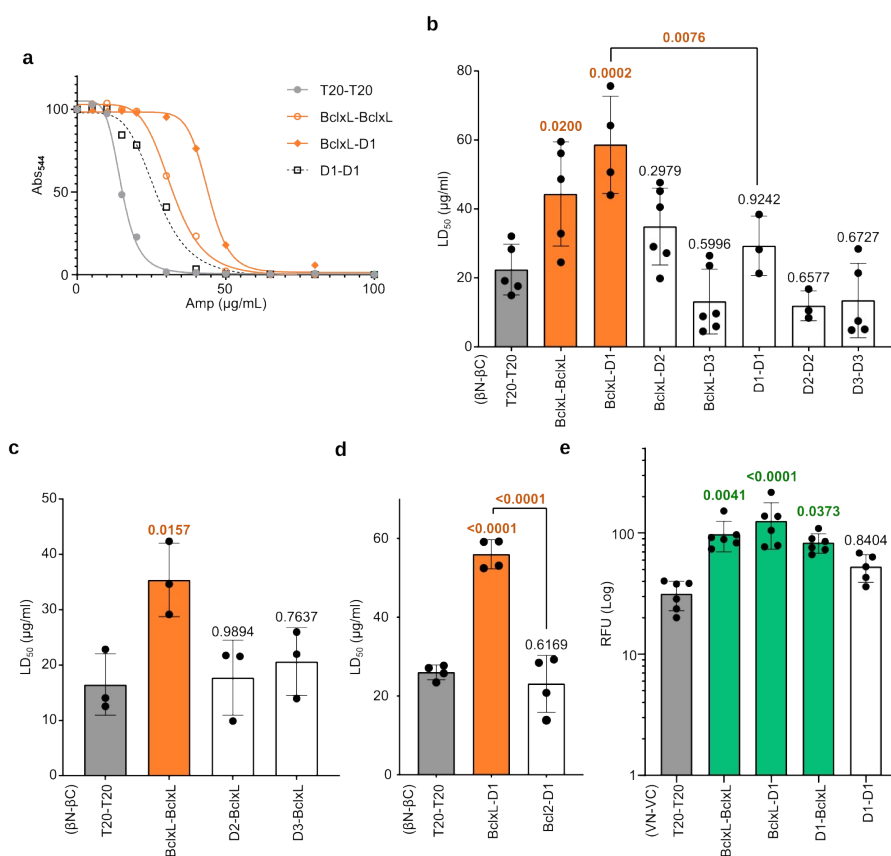 a
T20-T20
BclxL-BclxL
BclxL-D1
D1-D1
100
50
0
Abs544
0
50
100
Amp (µg/mL)
b
0.0076
0.0200
0.0002
0.2979
0.5996
0.9242
0.6577
0.6727
80
60
40
20
0
LD50 (µg/ml)
(βN-βC)
T20-T20
BclxL-BclxL
BclxL-D1
BclxL-D2
BclxL-D3
D1-D1
D2-D2
D3-D3
c
0.0157
0.9894
0.7637
50
40
30
20
10
0
LD50 (µg/ml)
(βN-βC)
T20-T20
BclxL-BclxL
D2-BclxL
D3-BclxL
d
<0.0001
<0.0001
0.6169
60
40
20
0
LD50 (µg/ml)
(βN-βC)
T20-T20
BclxL-D1
Bcl2-D1
e
0.0041
<0.0001
0.0373
0.8404
100
10
1
RFU (Log)
(VN-VC)
T20-T20
BclxL-BclxL
BclxL-D1
D1-BclxL
D1-D1